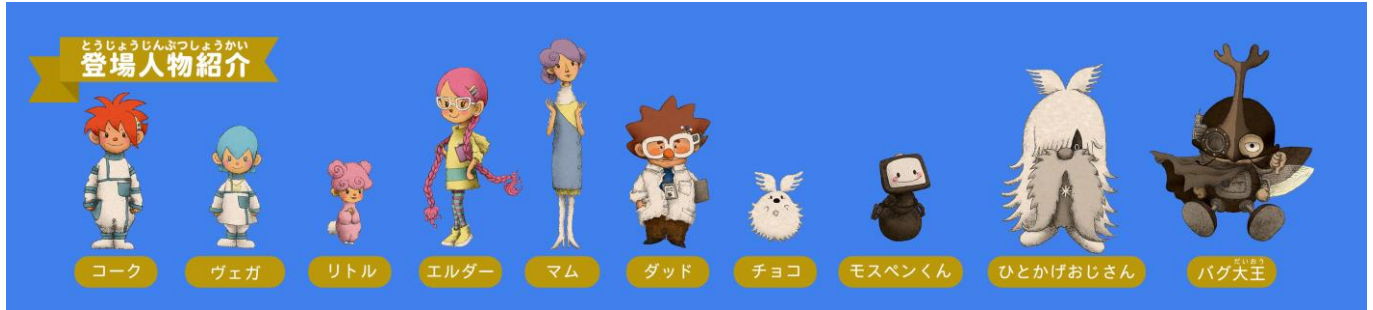 とうじょうじんぶつしょうかい
登場人物紹介
コーク
ヴェガ
リトル
エルダー
マム
ダッド
チョコ
モスペンくん
ひとかげおじさん
だいおう
バグ大王